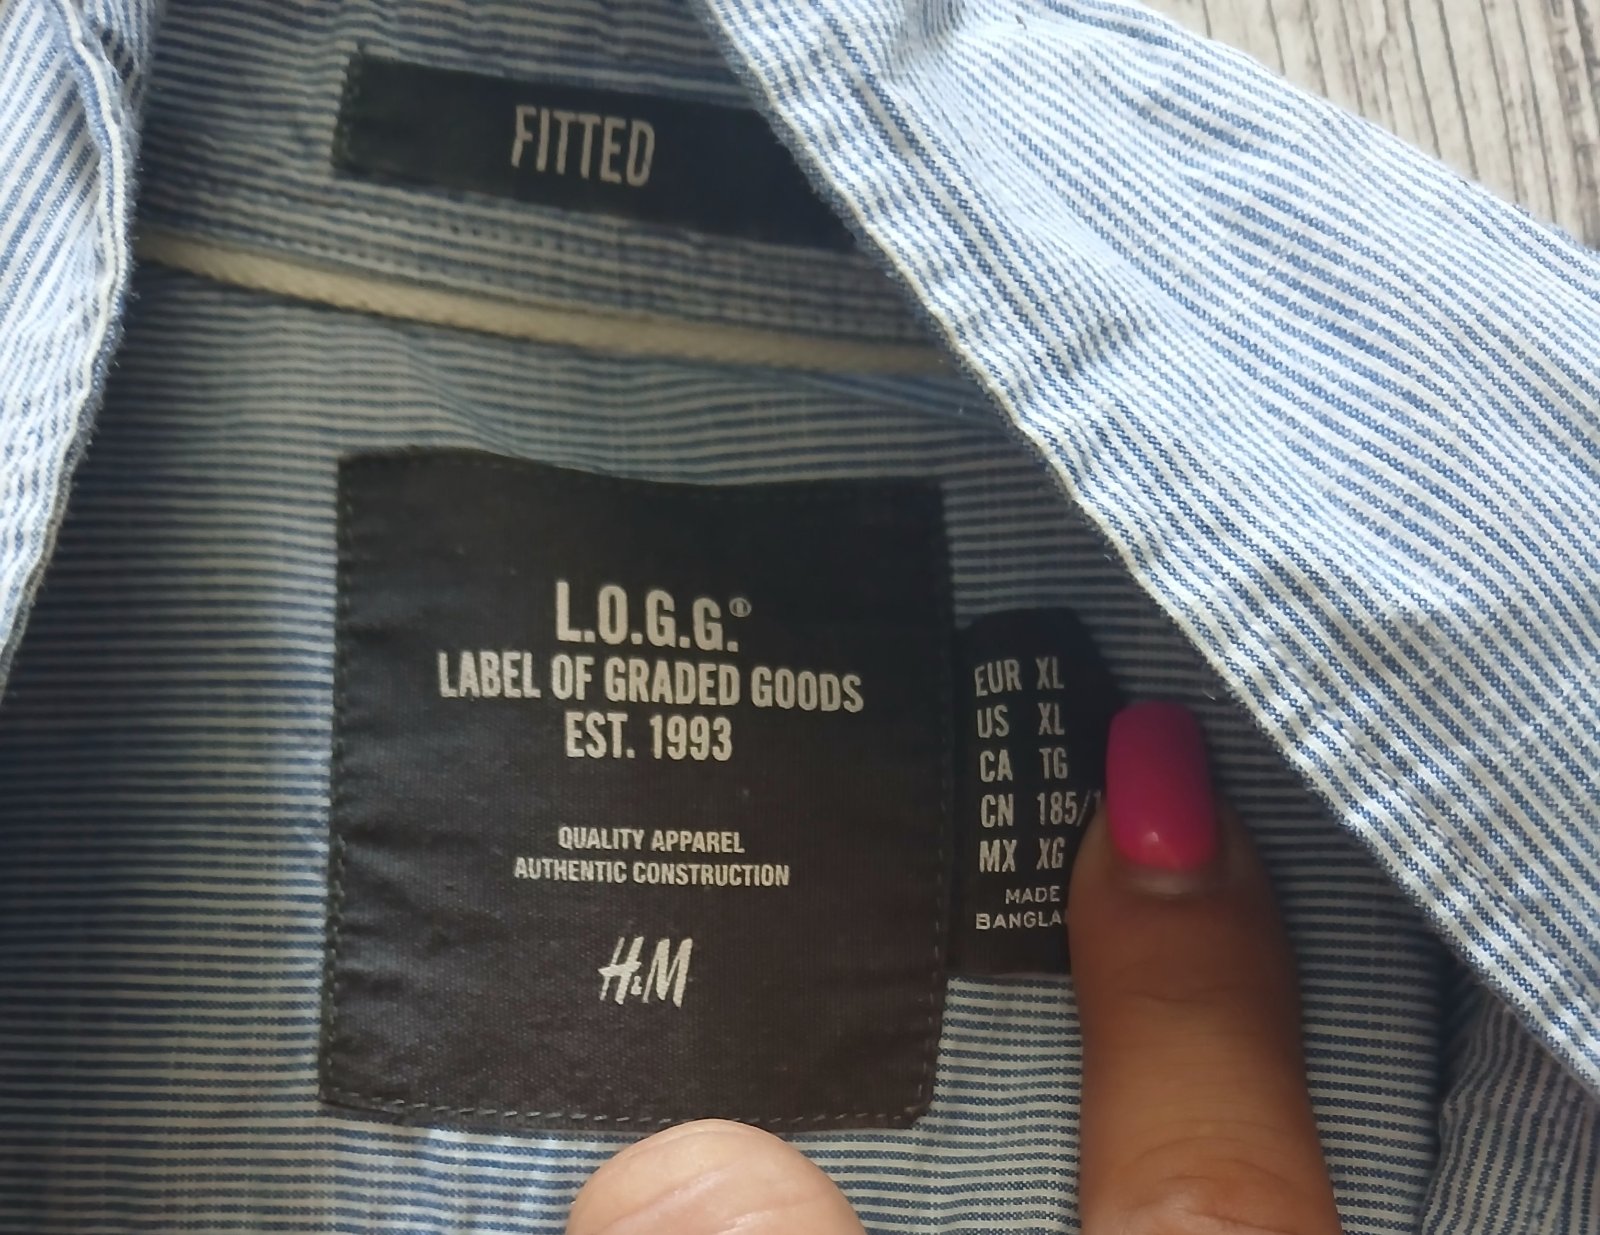 FITTED
L.O.G.G.®
LABEL OF GRADED GOODS
EST. 1993
QUALITY APPAREL
AUTHENTIC CONSTRUCTION
H&M
EUR XL
US XL
CA TG
CN 185/
MX XG
MADE